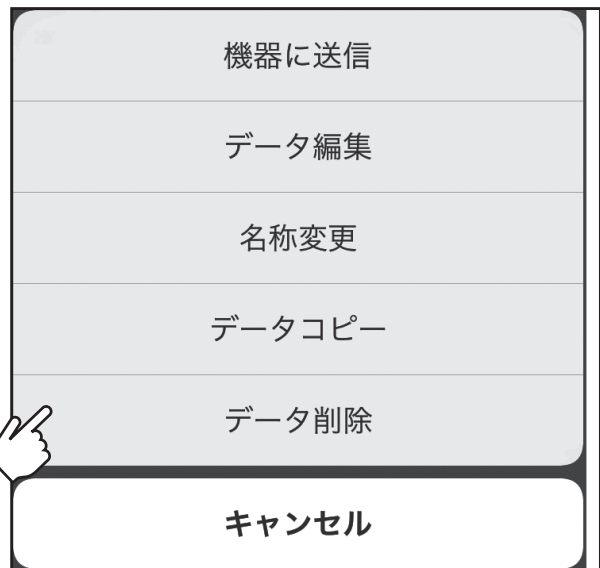 機器に送信
データ編集
名称変更
データコピー
データ削除
キャンセル